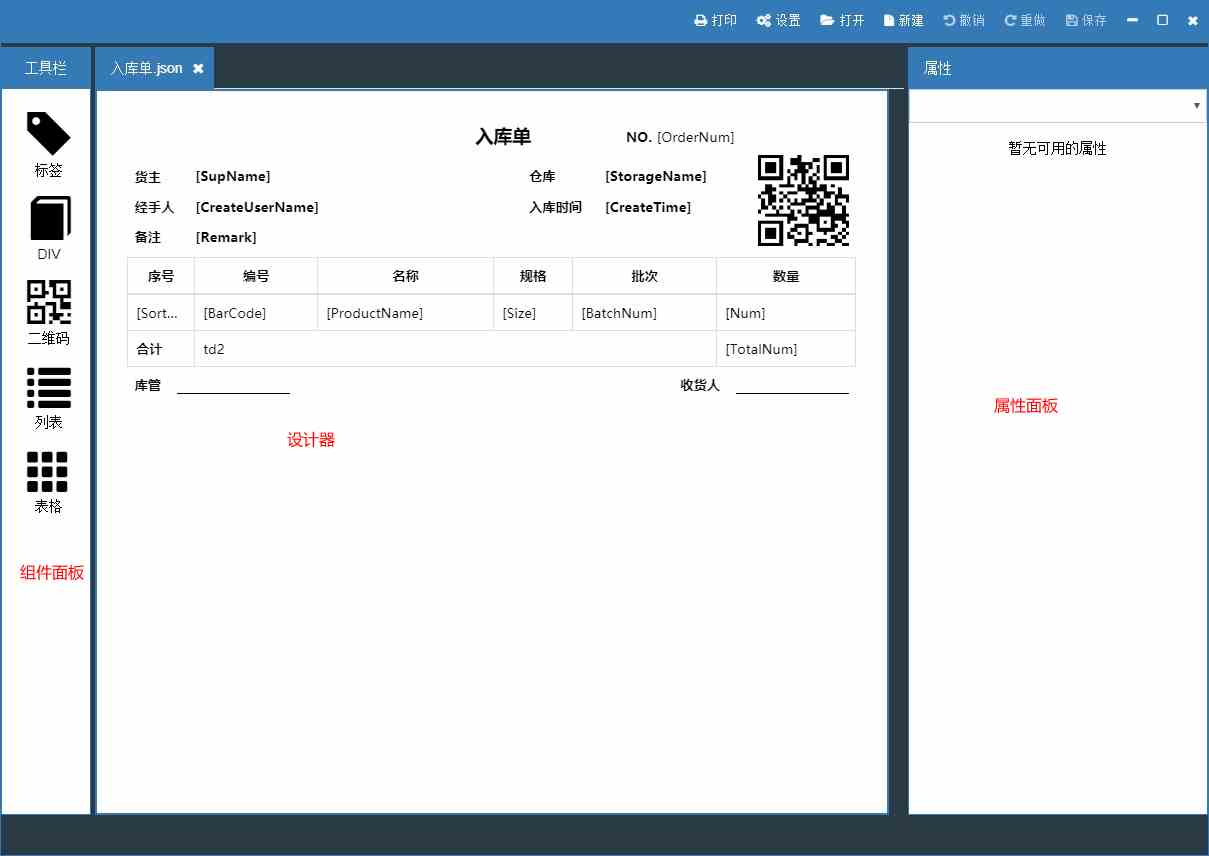 打印 设置 打开 新建 撤销 重做 保存
工具栏 入库单.json 属性
标签
DIV
二维码
列表
表格
组件面板
入库单 NO. [OrderNum]
货主 [SupName] 仓库 [StorageName]
经手人 [CreateUserName] 入库时间 [CreateTime]
备注 [Remark]
序号 编号 名称 规格 批次 数量
[Sort... [BarCode] [ProductName] [Size] [BatchNum] [Num]
合计 td2 [TotalNum]
库管 收货人
设计器
暂无可用的属性
属性面板